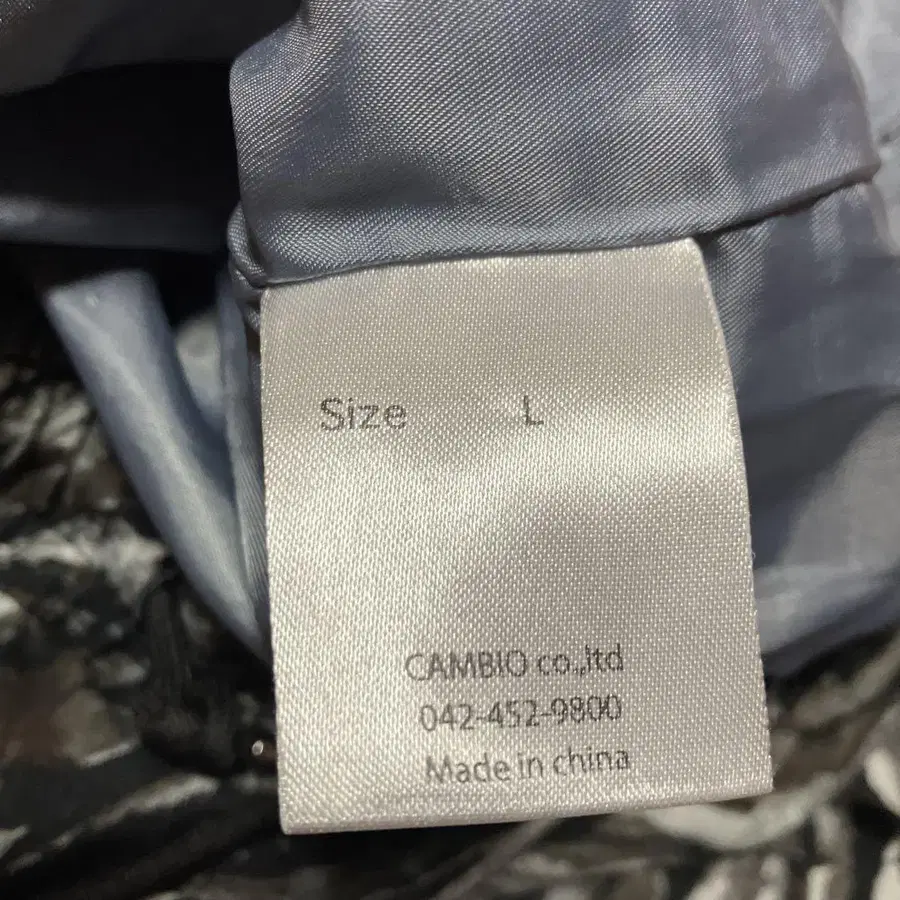 Size L
CAMBIO co.,ltd
042-452-9800
Made in china